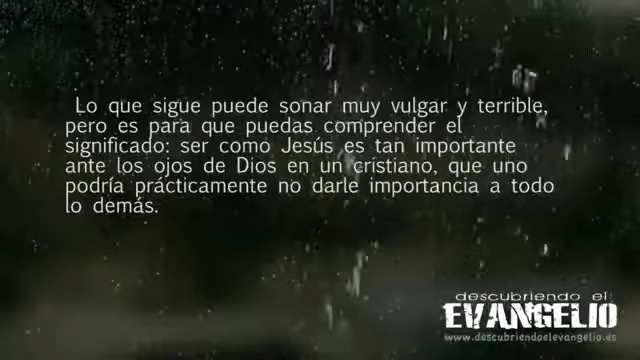 Lo que sigue puede sonar muy vulgar y terrible,
pero es para que puedas comprender el
significado: ser como Jesús es tan importante
ante los ojos de Dios en un cristiano, que uno
podría prácticamente no darle importancia a todo
lo demás.
descubriendo el
EVANGELIO
www.descubriendoelevangelio.es